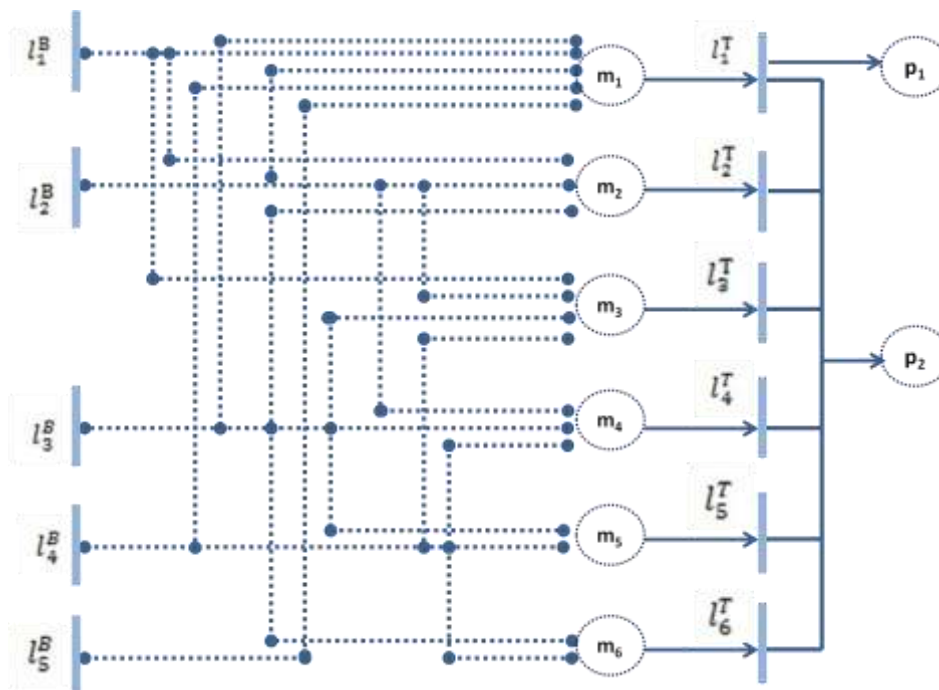 l₁ᴮ
m₁
l₁ᵀ
p₁
l₂ᴮ
m₂
l₂ᵀ
m₃
l₃ᵀ
p₂
l₃ᴮ
m₄
l₄ᵀ
l₄ᴮ
m₅
l₅ᵀ
l₅ᴮ
m₆
l₆ᵀ